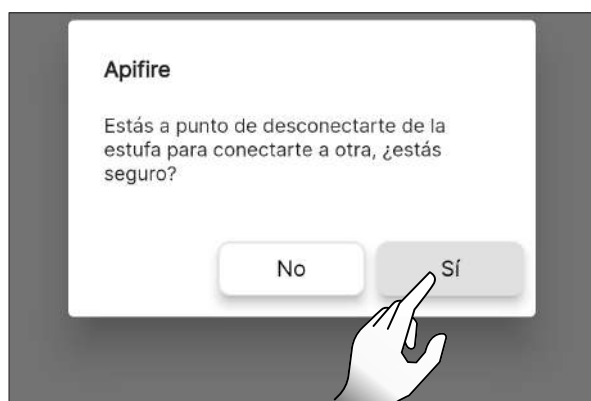 Apifire
Estás a punto de desconectarte de la
estufa para conectarte a otra, ¿estás
seguro?
No
Sí